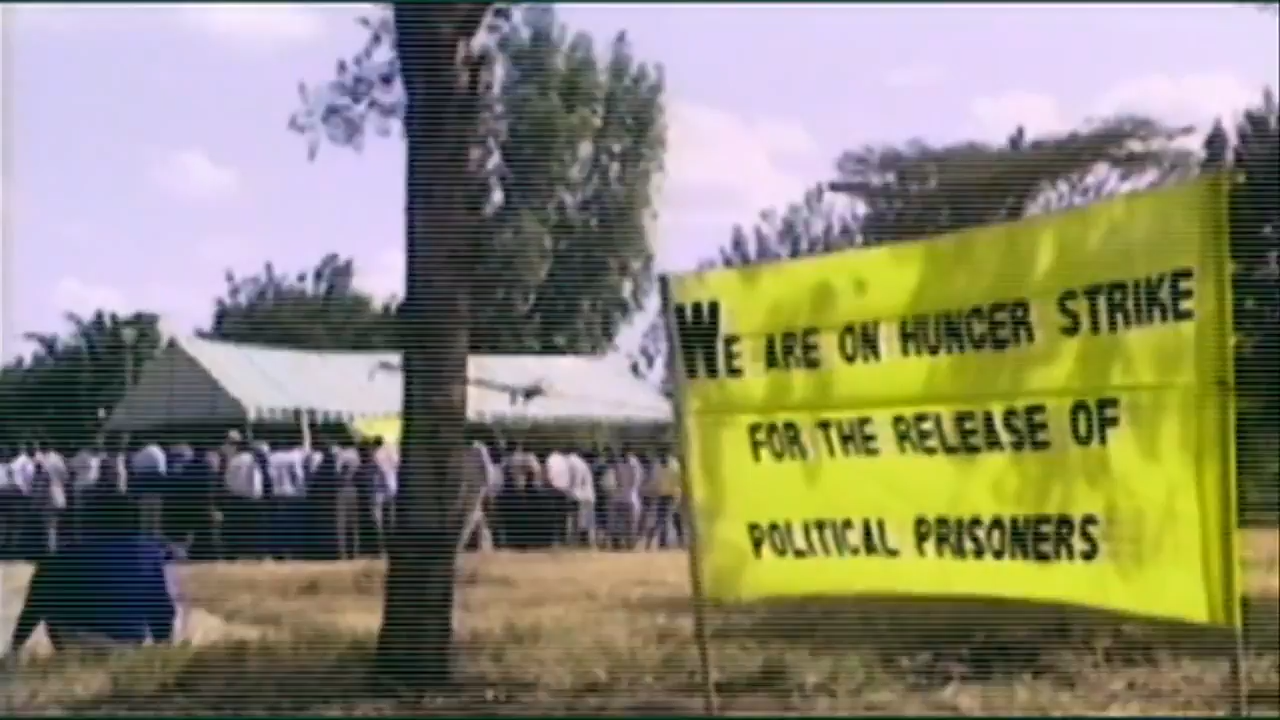 WE ARE ON HUNGER STRIKE
FOR THE RELEASE OF
POLITICAL PRISONERS